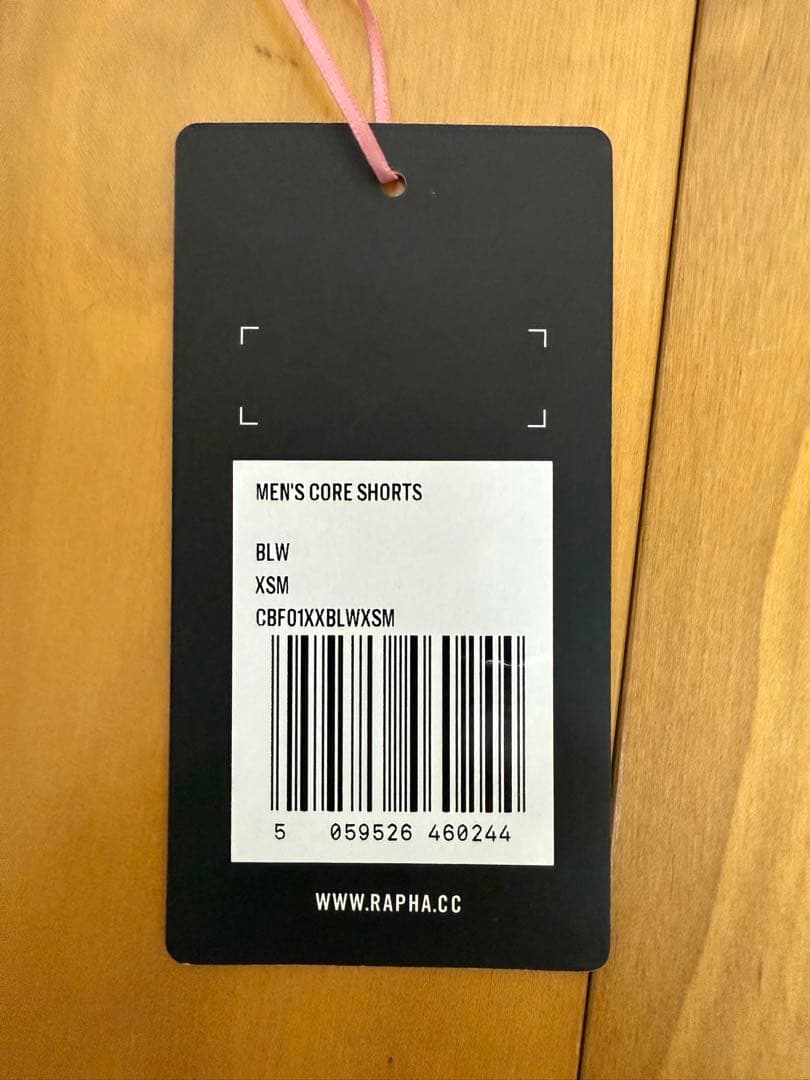 MEN'S CORE SHORTS
BLW
XSM
CBF01XXBLWXSM
5 059526 460244
WWW.RAPHA.CC